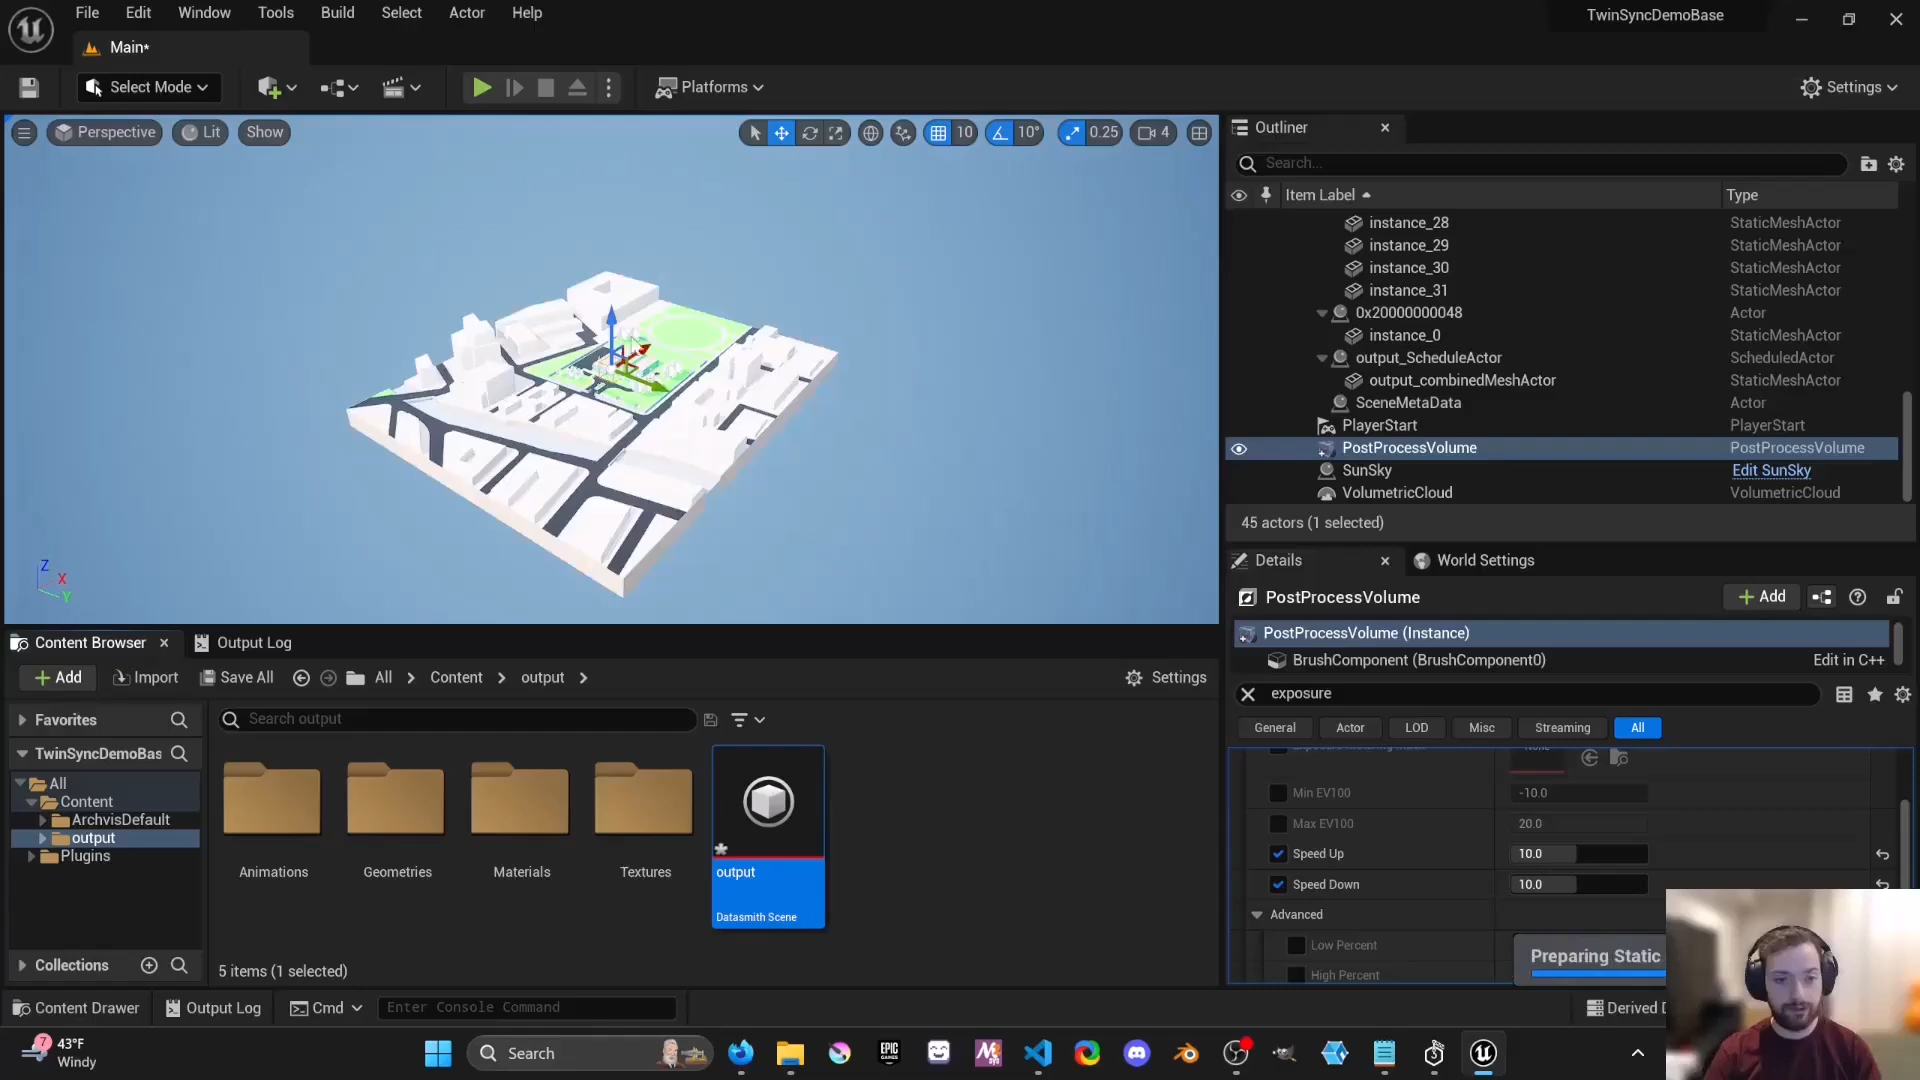 File Edit Window Tools Build Select Actor Help
TwinSyncDemoBase
Main*
Select Mode
Platforms
Settings
Perspective Lit Show
10 10° 0.25 4
Outliner
Search...
Item Label Type
instance_28 StaticMeshActor
instance_29 StaticMeshActor
instance_30 StaticMeshActor
instance_31 StaticMeshActor
0x20000000048 Actor
instance_0 StaticMeshActor
output_ScheduleActor ScheduledActor
output_combinedMeshActor StaticMeshActor
SceneMetaData Actor
PlayerStart PlayerStart
PostProcessVolume PostProcessVolume
SunSky Edit SunSky
VolumetricCloud VolumetricCloud
45 actors (1 selected)
Z
X
Y
Details World Settings
PostProcessVolume Add
PostProcessVolume (Instance)
BrushComponent (BrushComponent0) Edit in C++
exposure
General Actor LOD Misc Streaming All
Min EV100 -10.0
Max EV100 20.0
Speed Up 10.0
Speed Down 10.0
Advanced
Low Percent
High Percent
Preparing Static
Content Browser Output Log
Add Import Save All All Content output Settings
Favorites
Search output
TwinSyncDemoBas
All
Content
ArchvisDefault
output
Plugins
Collections
Animations Geometries Materials Textures output
Datasmith Scene
5 items (1 selected)
Content Drawer Output Log Cmd Enter Console Command Derived D
7
43°F
Windy
Search
EPIC GAMES